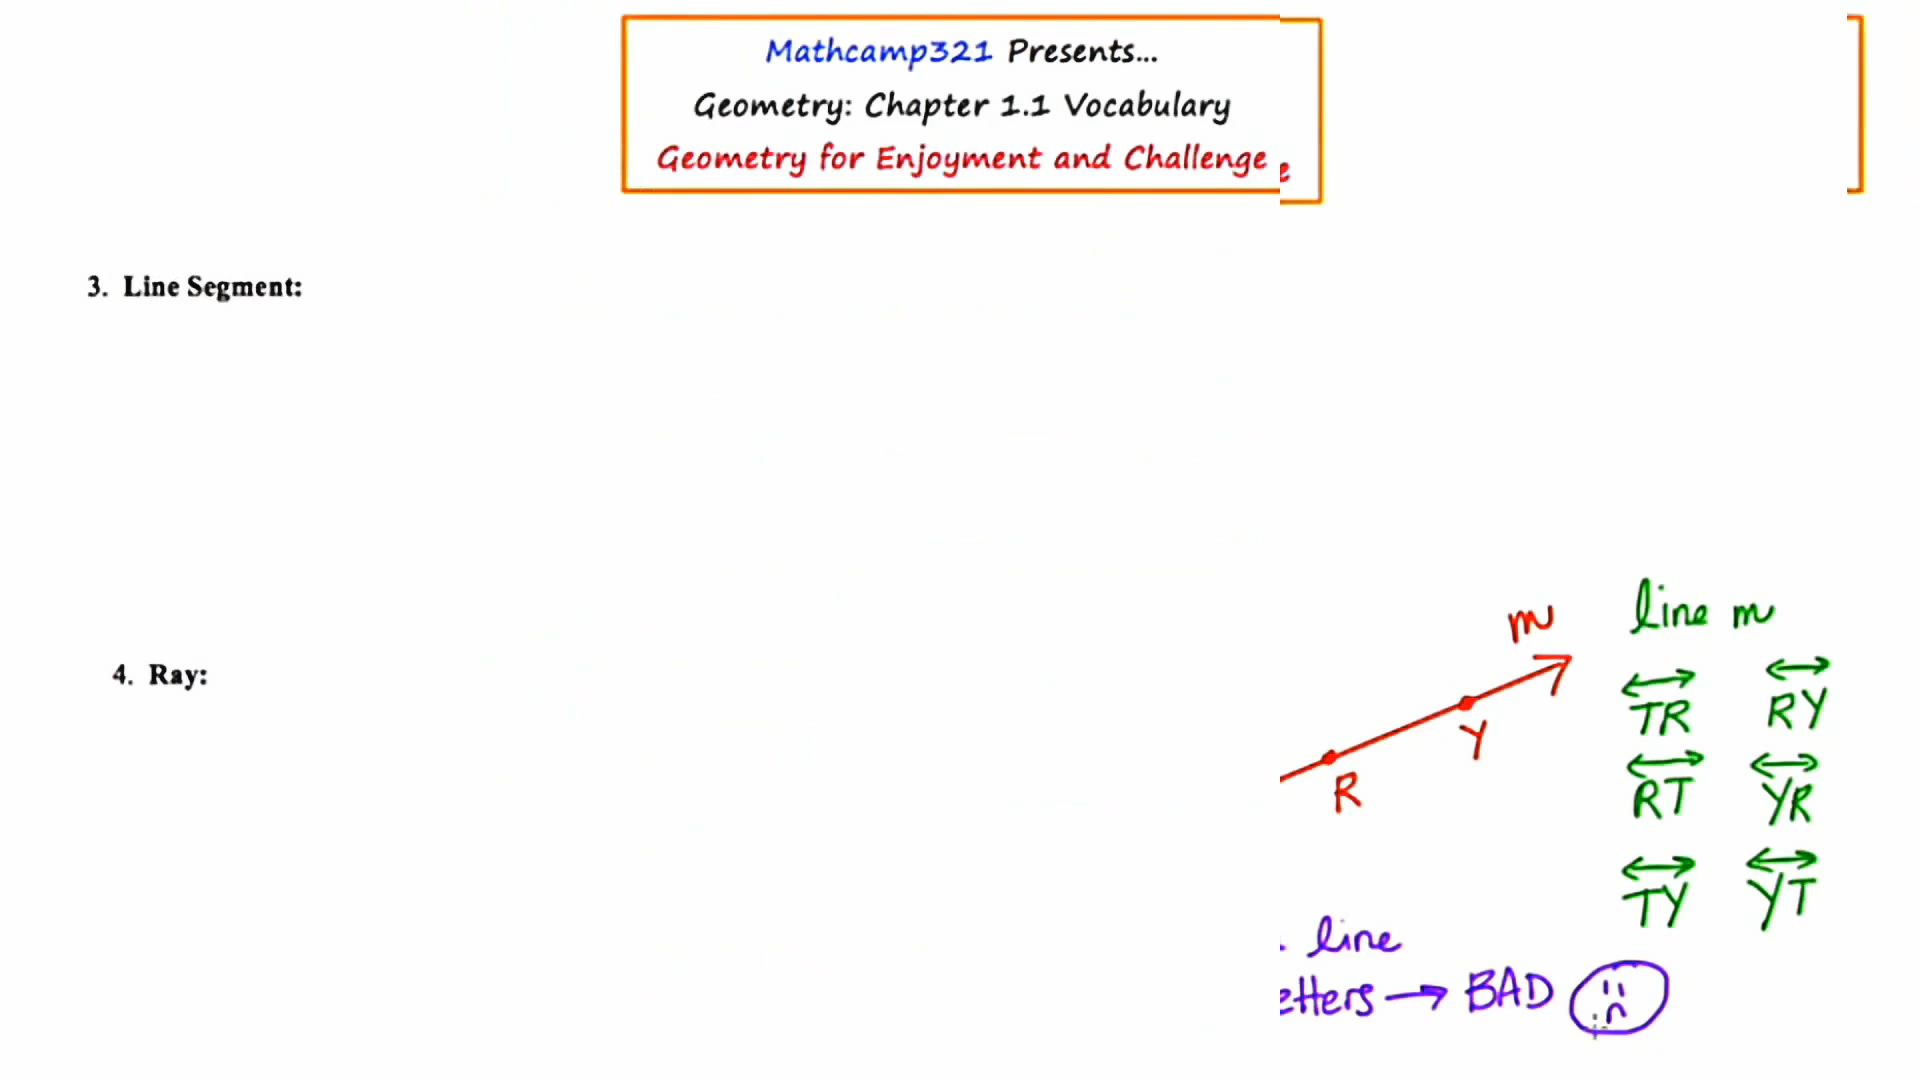 Mathcamp321 Presents...
Geometry: Chapter 1.1 Vocabulary
Geometry for Enjoyment and Challenge
3. Line Segment:
4. Ray:
m
R
Y
line m
TR RY
RT YR
TY YT
line
etters → BAD